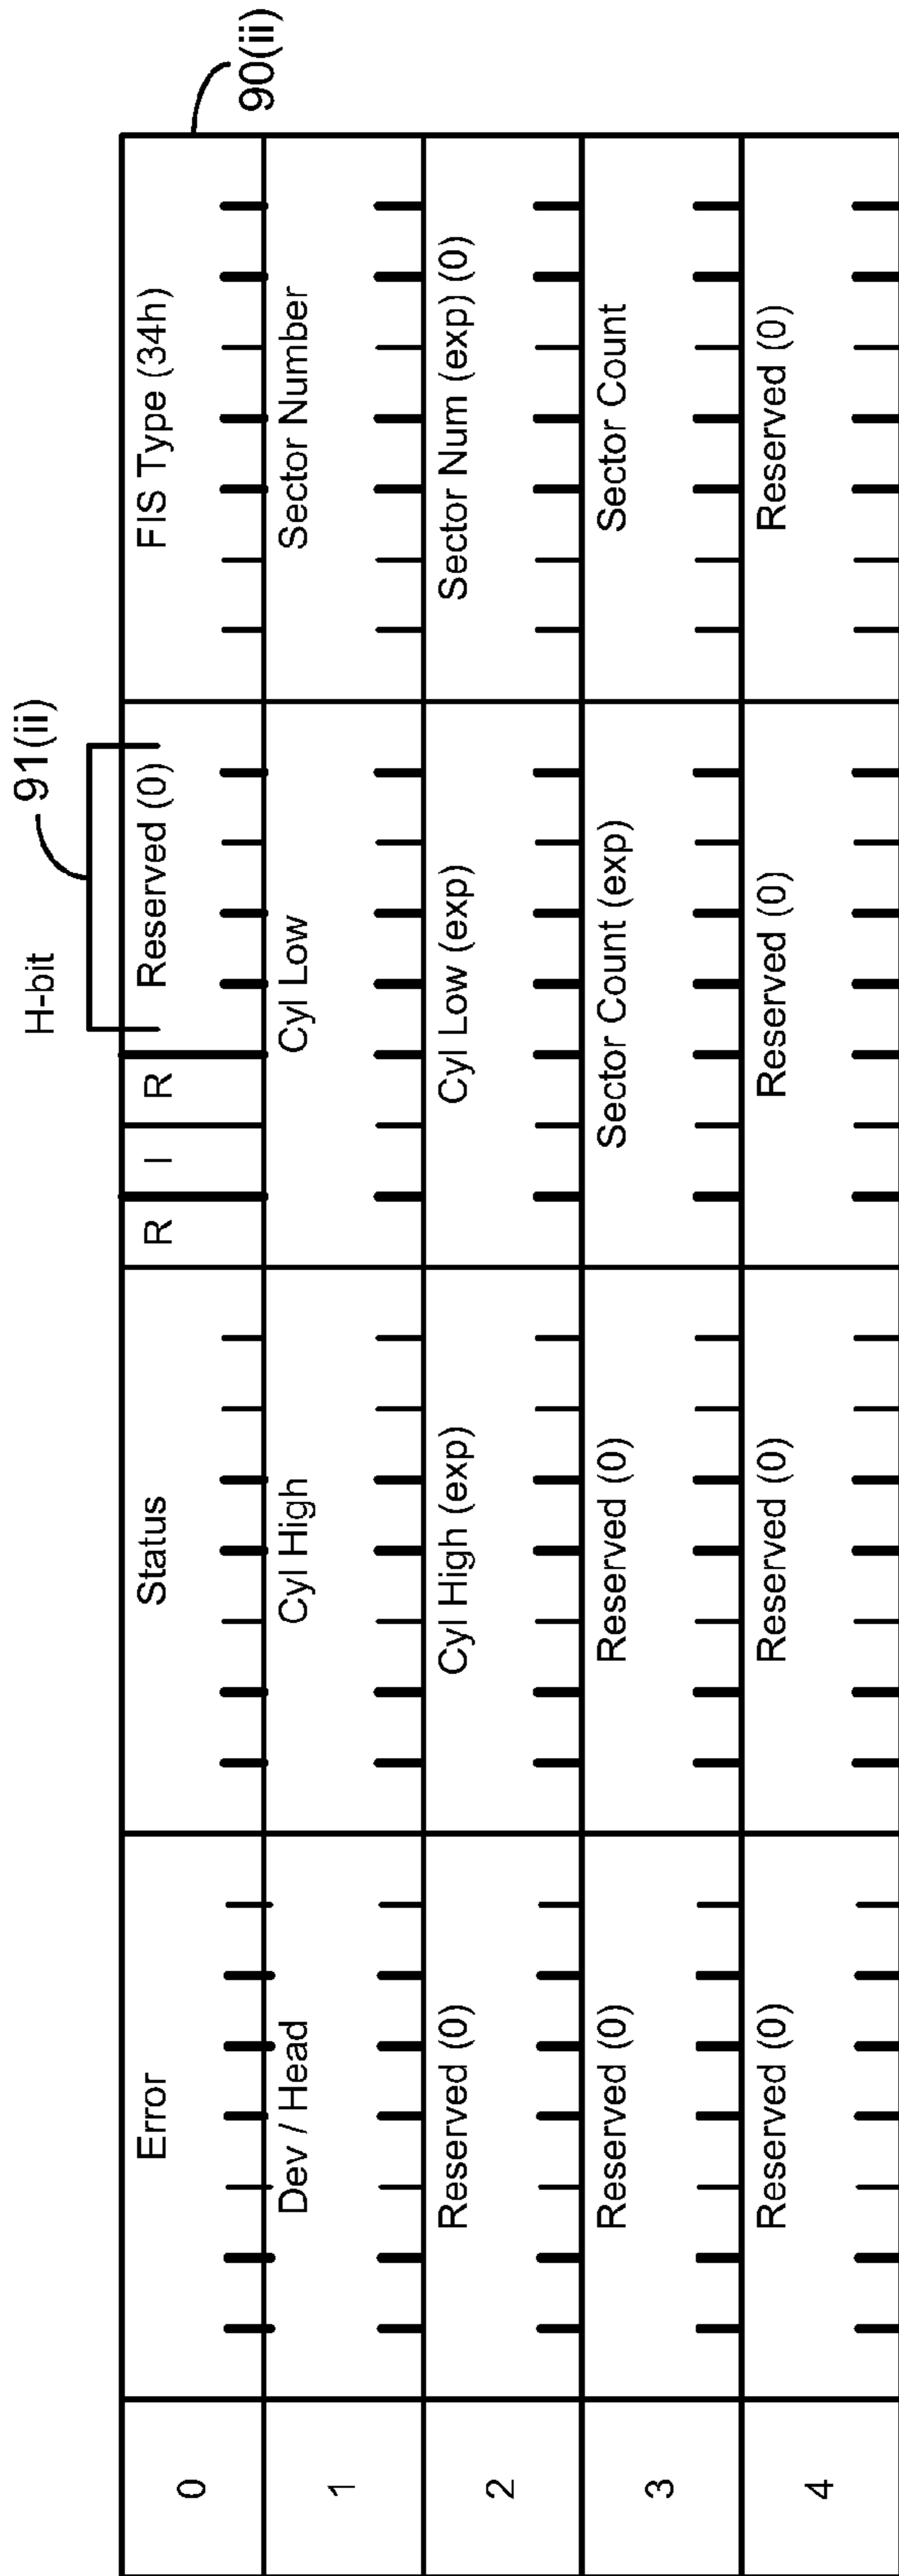 H-bit
91(ii)
90(ii)
0
Error
Status
R
I
R
Reserved (0)
FIS Type (34h)
1
Dev / Head
Cyl High
Cyl Low
Sector Number
2
Reserved (0)
Cyl High (exp)
Cyl Low (exp)
Sector Num (exp) (0)
3
Reserved (0)
Reserved (0)
Sector Count (exp)
Sector Count
4
Reserved (0)
Reserved (0)
Reserved (0)
Reserved (0)